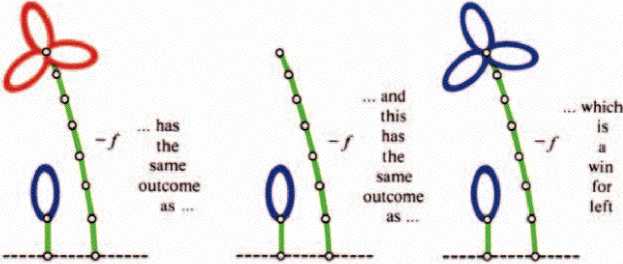 – f
... has
the
same
outcome
as ...
– f
... and
this
has
the
same
outcome
as ...
– f
... which
is
a
win
for
left